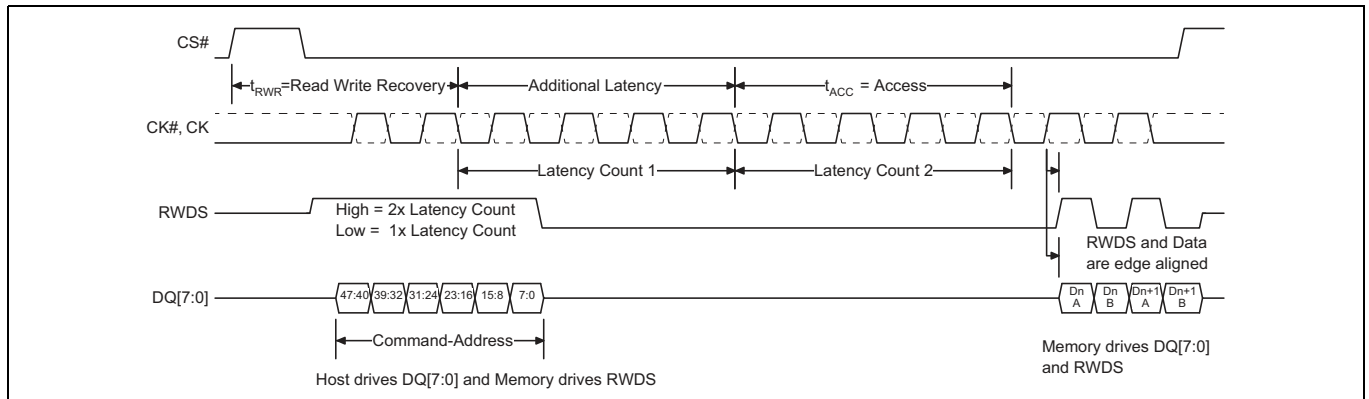 CS#
tRWR=Read Write Recovery
Additional Latency
tACC = Access
CK#, CK
Latency Count 1
Latency Count 2
RWDS
High = 2x Latency Count
Low = 1x Latency Count
RWDS and Data
are edge aligned
DQ[7:0]
47:40 39:32 31:24 23:16 15:8 7:0
Dn A
Dn B
Dn+1 A
Dn+1 B
Command-Address
Host drives DQ[7:0] and Memory drives RWDS
Memory drives DQ[7:0]
and RWDS